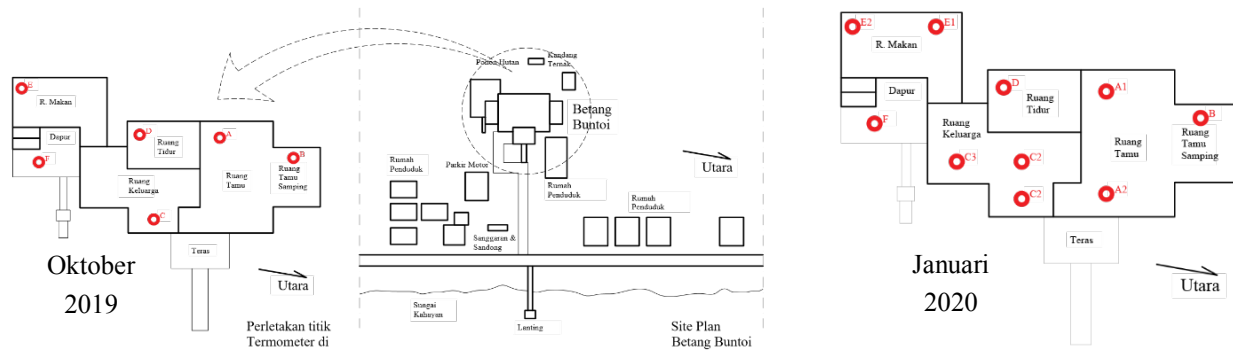 E
R. Makan
Dapur
F
D
Ruang
Tidur
A
B
Ruang
Tamu
Samping
Ruang
Keluarga
Ruang
Tamu
C
Teras
Oktober
2019
Utara
Perletakan titik
Termometer di
Pohon Hutan
Kandang
Ternak
Betang
Buntoi
Utara
Rumah
Penduduk
Parkir Motor
Rumah
Penduduk
Rumah
Penduduk
Sanggaran &
Sandong
Sungai
Kahayan
Lanting
Site Plan
Betang Buntoi
E2
E1
R. Makan
Dapur
F
D
Ruang
Tidur
A1
B
Ruang
Tamu
Samping
Ruang
Keluarga
Ruang
Tamu
C3
C2
C2
A2
Teras
Januari
2020
Utara